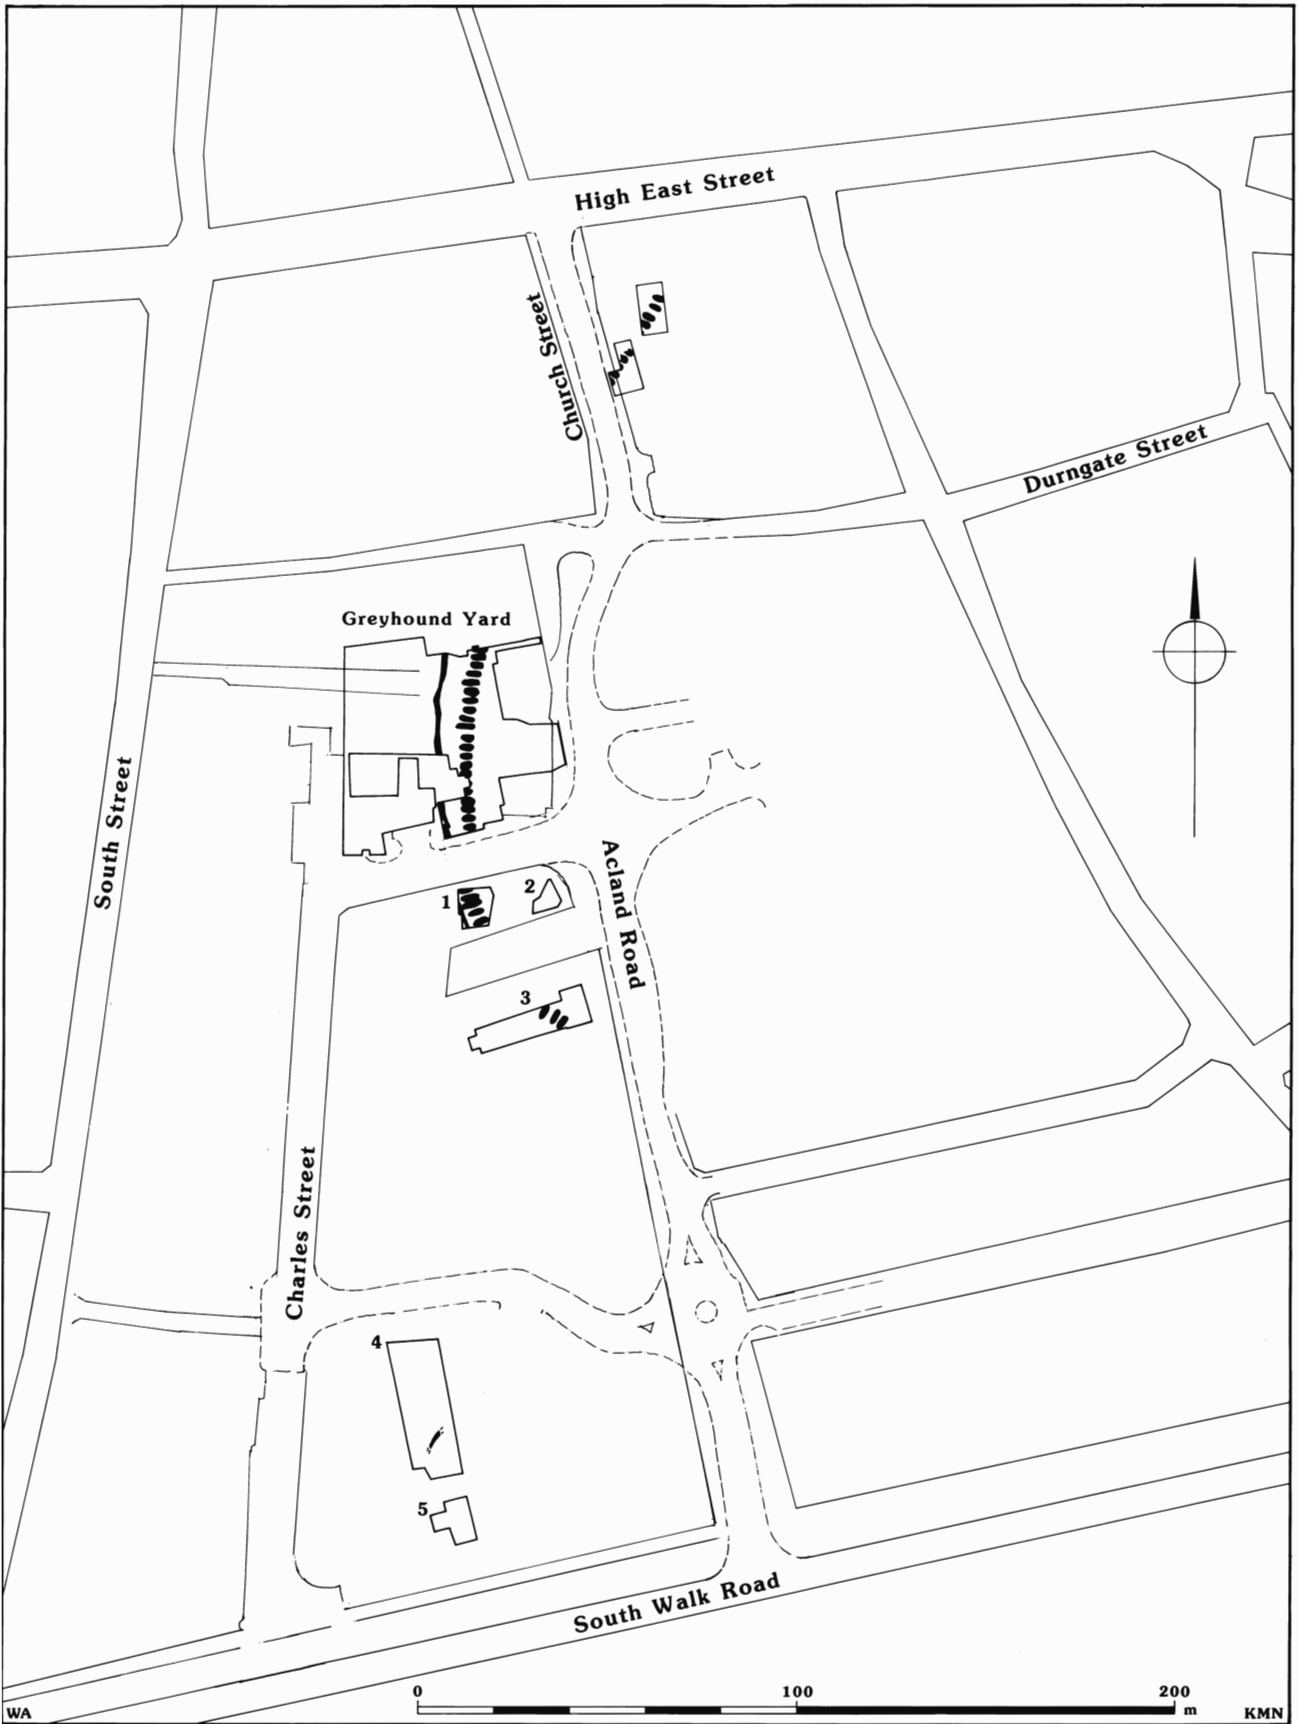 High East Street
Church Street
Durngate Street
Greyhound Yard
South Street
Acland Road
1
2
3
Charles Street
4
5
South Walk Road
0 100 200
m
WA
KMN